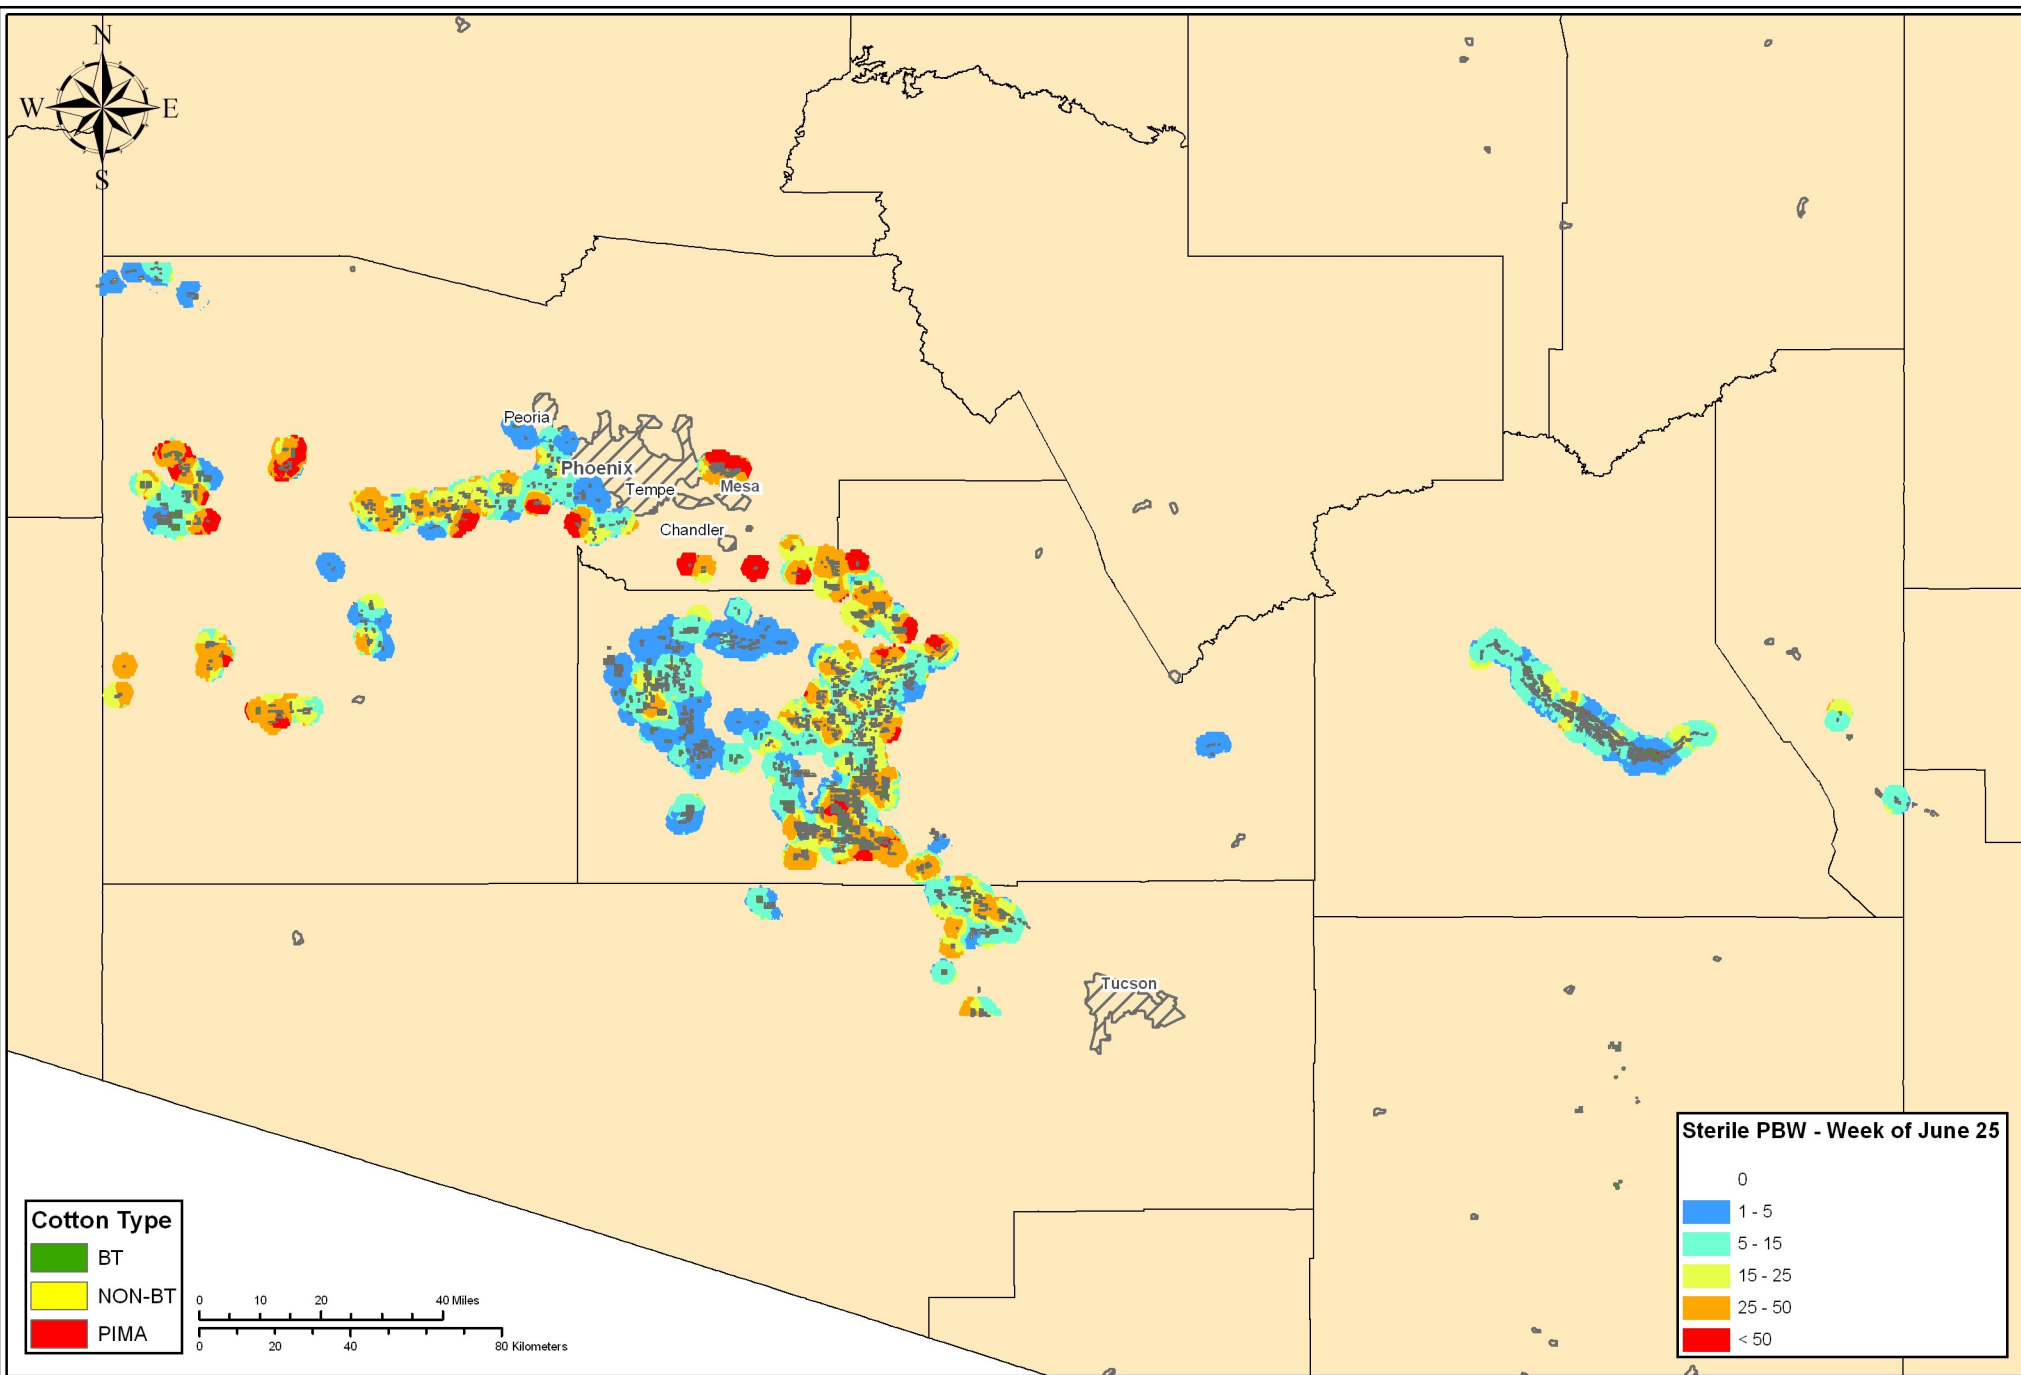 N
W E
S
Peoria
Phoenix
Tempe
Mesa
Chandler
Tucson
Sterile PBW - Week of June 25
0
1 - 5
5 - 15
15 - 25
25 - 50
< 50
Cotton Type
BT
NON-BT
PIMA
0 10 20 40 Miles
0 20 40 80 Kilometers